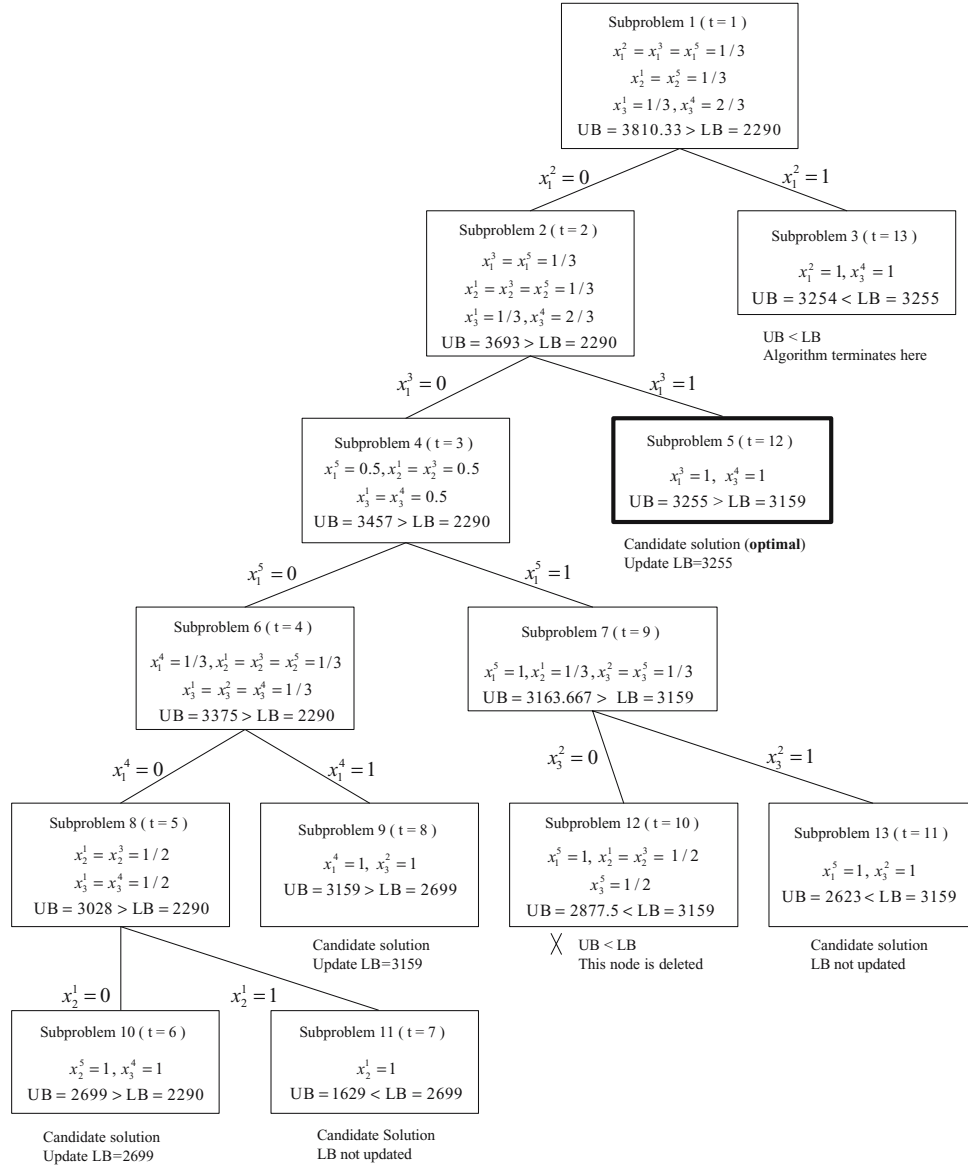 Subproblem 1 ( t = 1 )
x_1^2 = x_1^3 = x_1^5 = 1/3
x_2^1 = x_2^5 = 1/3
x_3^1 = 1/3, x_3^4 = 2/3
UB = 3810.33 > LB = 2290
x_1^2 = 0
x_1^2 = 1
Subproblem 2 ( t = 2 )
x_1^3 = x_1^5 = 1/3
x_2^1 = x_2^3 = x_2^5 = 1/3
x_3^1 = 1/3, x_3^4 = 2/3
UB = 3693 > LB = 2290
Subproblem 3 ( t = 13 )
x_1^2 = 1, x_3^4 = 1
UB = 3254 < LB = 3255
UB < LB
Algorithm terminates here
x_1^3 = 0
x_1^3 = 1
Subproblem 4 ( t = 3 )
x_1^5 = 0.5, x_2^1 = x_2^3 = 0.5
x_3^1 = x_3^4 = 0.5
UB = 3457 > LB = 2290
Subproblem 5 ( t = 12 )
x_1^3 = 1, x_3^4 = 1
UB = 3255 > LB = 3159
Candidate solution (optimal)
Update LB=3255
x_1^5 = 0
x_1^5 = 1
Subproblem 6 ( t = 4 )
x_1^4 = 1/3, x_2^1 = x_2^3 = x_2^5 = 1/3
x_3^1 = x_3^2 = x_3^4 = 1/3
UB = 3375 > LB = 2290
Subproblem 7 ( t = 9 )
x_1^5 = 1, x_2^1 = 1/3, x_3^2 = x_3^5 = 1/3
UB = 3163.667 > LB = 3159
x_1^4 = 0
x_1^4 = 1
x_3^2 = 0
x_3^2 = 1
Subproblem 8 ( t = 5 )
x_2^1 = x_2^3 = 1/2
x_3^1 = x_3^4 = 1/2
UB = 3028 > LB = 2290
Subproblem 9 ( t = 8 )
x_1^4 = 1, x_3^2 = 1
UB = 3159 > LB = 2699
Candidate solution
Update LB=3159
Subproblem 12 ( t = 10 )
x_1^5 = 1, x_2^1 = x_2^3 = 1/2
x_3^5 = 1/2
UB = 2877.5 < LB = 3159
UB < LB
This node is deleted
Subproblem 13 ( t = 11 )
x_1^5 = 1, x_3^2 = 1
UB = 2623 < LB = 3159
Candidate solution
LB not updated
x_2^1 = 0
x_2^1 = 1
Subproblem 10 ( t = 6 )
x_2^5 = 1, x_3^4 = 1
UB = 2699 > LB = 2290
Candidate solution
Update LB=2699
Subproblem 11 ( t = 7 )
x_2^1 = 1
UB = 1629 < LB = 2699
Candidate Solution
LB not updated